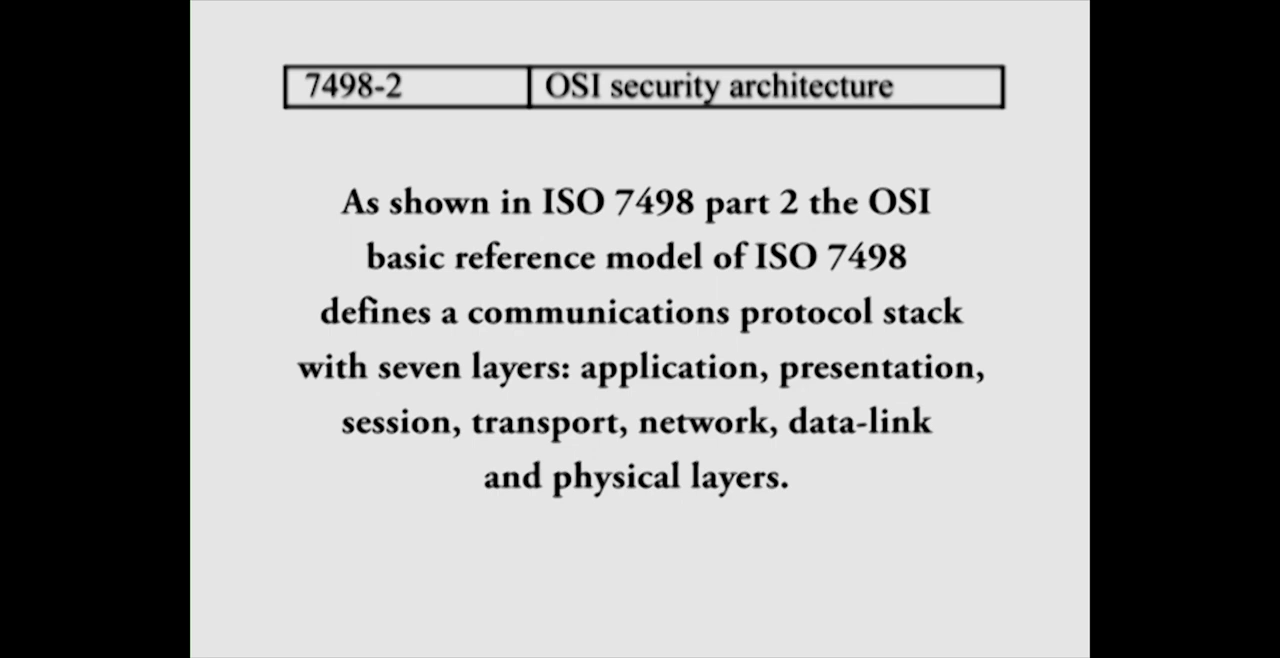 7498-2 OSI security architecture
As shown in ISO 7498 part 2 the OSI
basic reference model of ISO 7498
defines a communications protocol stack
with seven layers: application, presentation,
session, transport, network, data-link
and physical layers.